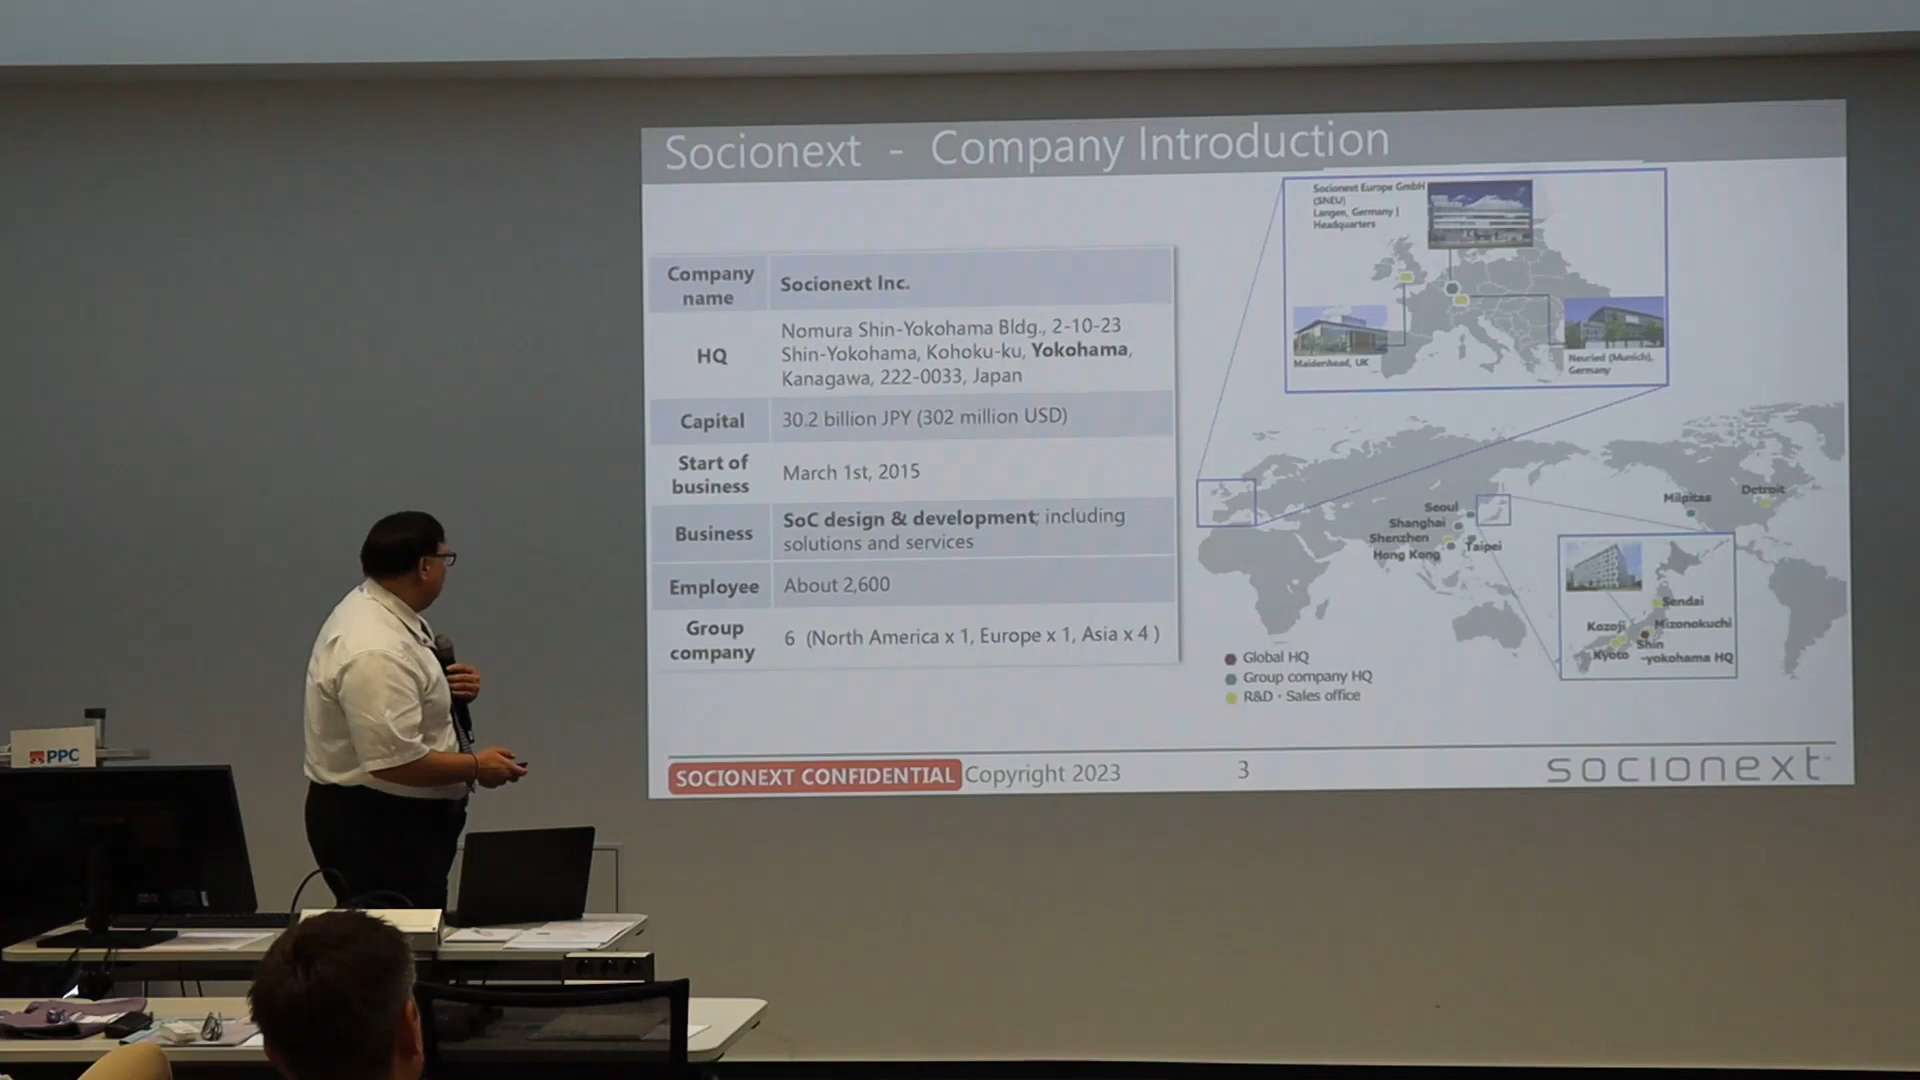 Socionext - Company Introduction
Company
name
Socionext Inc.
HQ
Nomura Shin-Yokohama Bldg., 2-10-23
Shin-Yokohama, Kohoku-ku, Yokohama,
Kanagawa, 222-0033, Japan
Capital
30.2 billion JPY (302 million USD)
Start of
business
March 1st, 2015
Business
SoC design & development; including
solutions and services
Employee
About 2,600
Group
company
6 (North America x 1, Europe x 1, Asia x 4 )
Socionext Europe GmbH
(SNEU)
Langen, Germany |
Headquarters
Maidenhead, UK
Neuried (Munich),
Germany
Seoul
Shanghai
Shenzhen
Hong Kong
Taipei
Milpitas
Detroit
Sendai
Kozoji
Mizonokuchi
Kyoto
Shin
-yokohama HQ
Global HQ
Group company HQ
R&D・Sales office
SOCIONEXT CONFIDENTIAL Copyright 2023
3
socionext
PPC